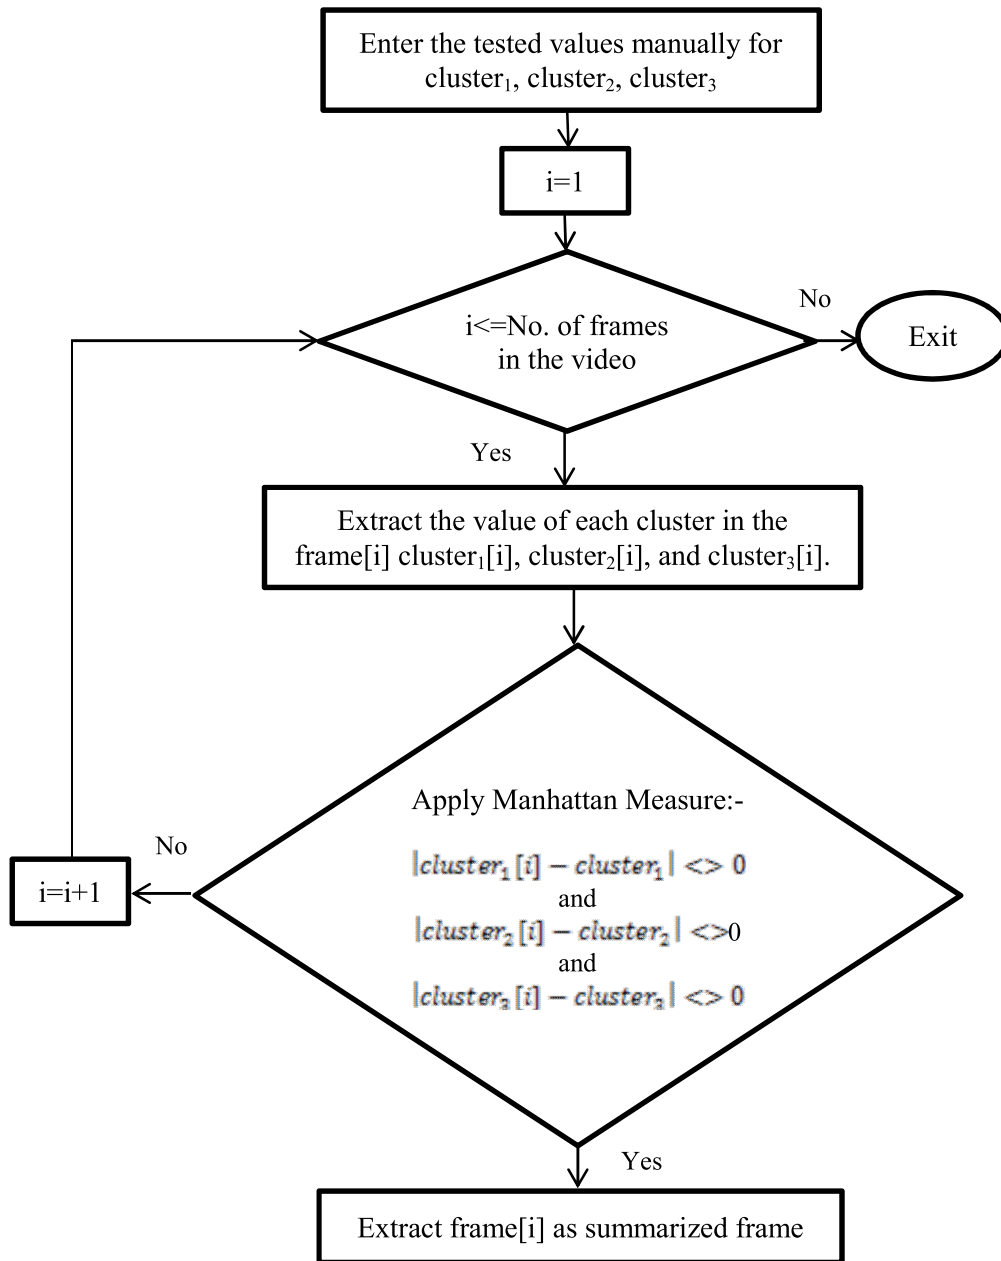 Enter the tested values manually for
cluster₁, cluster₂, cluster₃
i=1
i<=No. of frames
in the video
No
Exit
Yes
Extract the value of each cluster in the
frame[i] cluster₁[i], cluster₂[i], and cluster₃[i].
Apply Manhattan Measure:-
|cluster₁[i] − cluster₁| <> 0
and
|cluster₂[i] − cluster₂| <>0
and
|cluster₃[i] − cluster₃| <> 0
No
i=i+1
Yes
Extract frame[i] as summarized frame